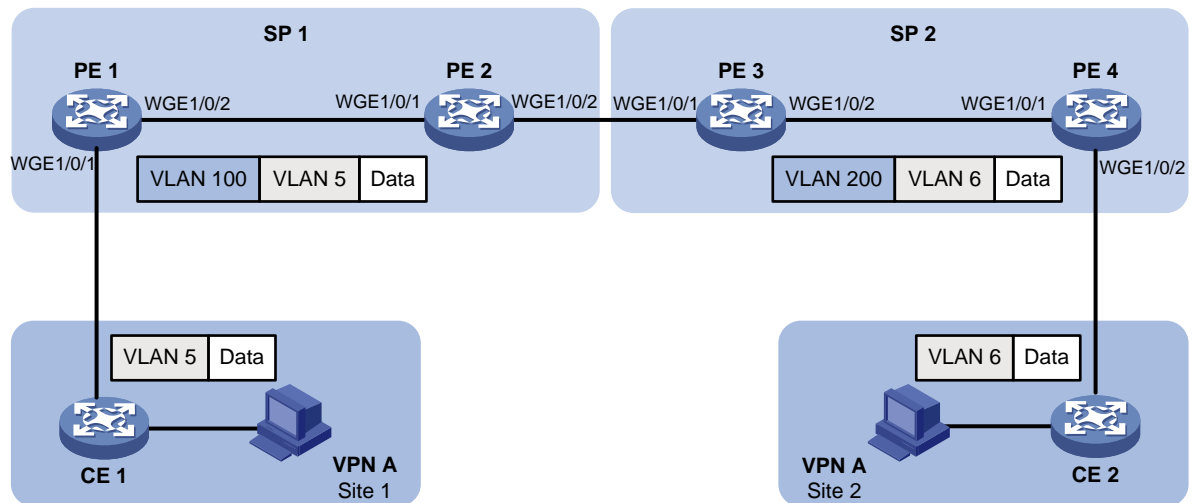 SP 1
SP 2
PE 1
PE 2
PE 3
PE 4
WGE1/0/2
WGE1/0/1
WGE1/0/2
WGE1/0/1
WGE1/0/2
WGE1/0/1
WGE1/0/1
WGE1/0/2
VLAN 100
VLAN 5
Data
VLAN 200
VLAN 6
Data
VLAN 5
Data
VLAN 6
Data
CE 1
VPN A
Site 1
VPN A
Site 2
CE 2